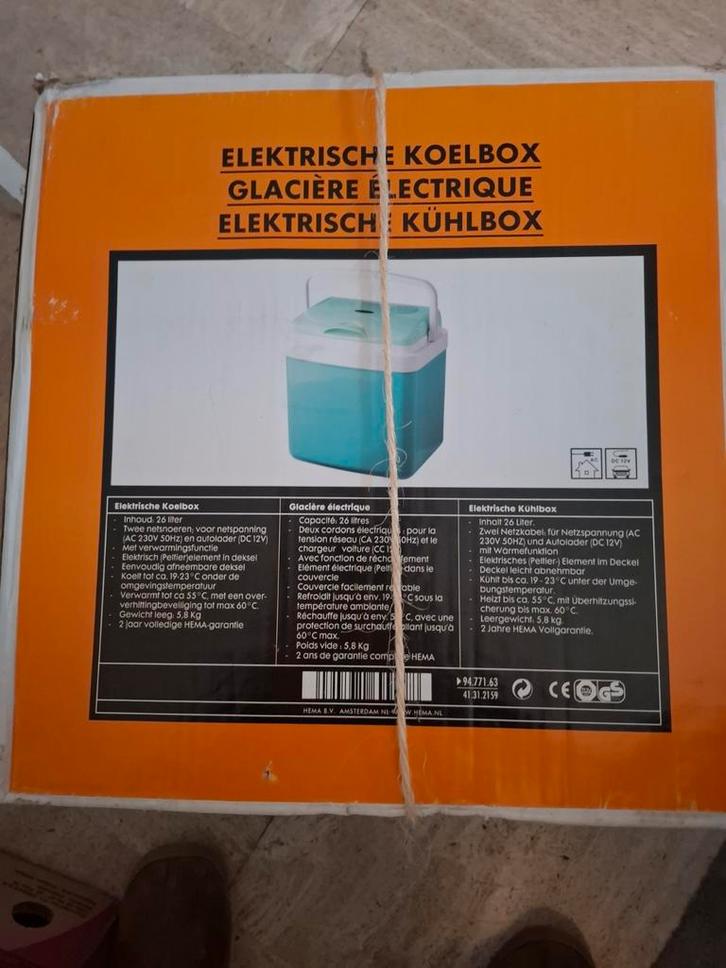 ELEKTRISCHE KOELBOX
GLACIÈRE ÉLECTRIQUE
ELEKTRISCHE KÜHLBOX
AC
DC 12V
Elektrische Koelbox
- Inhoud: 26 liter
- Twee netsnoeren: voor netspanning
(AC 230V 50Hz) en autolader (DC 12V)
- Met verwarmingsfunctie
- Elektrisch (Peltier)element in deksel
- Eenvoudig afneembare deksel
- Koelt tot ca. 19-23°C onder de
omgevingstemperatuur
- Verwarmt tot ca 55°C, met een over-
verhittingbeveiliging tot max 60°C.
- Gewicht leeg: 5,8 Kg
- 2 jaar volledige HEMA-garantie
Glacière électrique
- Capacité: 26 litres
- Deux cordons électriques: pour la
tension réseau (CA 230V 50Hz) et le
chargeur voiture (CC
- Avec fonction de
- Elément électrique dans le
couvercle
- Couvercle facilement
- Refroidit jusqu'à env. 19- °C sous la
température ambiante
- Réchauffe jusqu'à env. C, avec une
protection de allant jusqu'à
60°C max.
- Poids vide : 5,8 Kg
- 2 ans de garantie HEMA
Elektrische Kühlbox
- Inhalt 26 Liter.
- Zwei Netzkabel: für Netzspannung (AC
230V 50HZ) und Autolader (DC 12V)
- mit Wärmefunktion
- Elektrisches (Peltier-) Element im Deckel
- Deckel leicht abnehmbar
- Kühlt bis ca. 19 - 23°C unter der Umge-
bungstemperatur.
- Heizt bis ca. 55°C, mit Überhitzungssi-
cherung bis max. 60°C.
- Leergewicht: 5,8 kg.
- 2 Jahre HEMA Vollgarantie.
94.771.63
41.31.2159
CE
GS
HEMA B.V. AMSTERDAM NL WWW.HEMA.NL